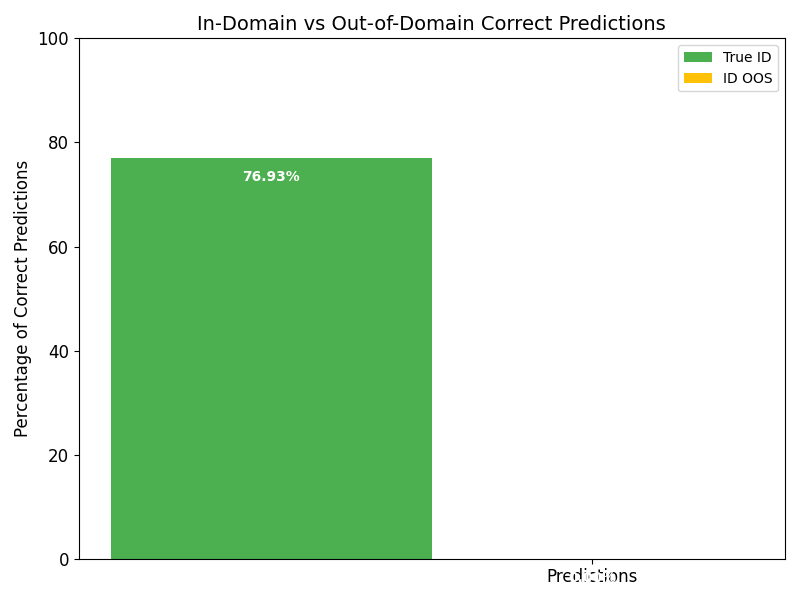 In-Domain vs Out-of-Domain Correct Predictions
100
True ID
ID OOS
80
76.93%
60
40
20
0
Percentage of Correct Predictions
Predictions